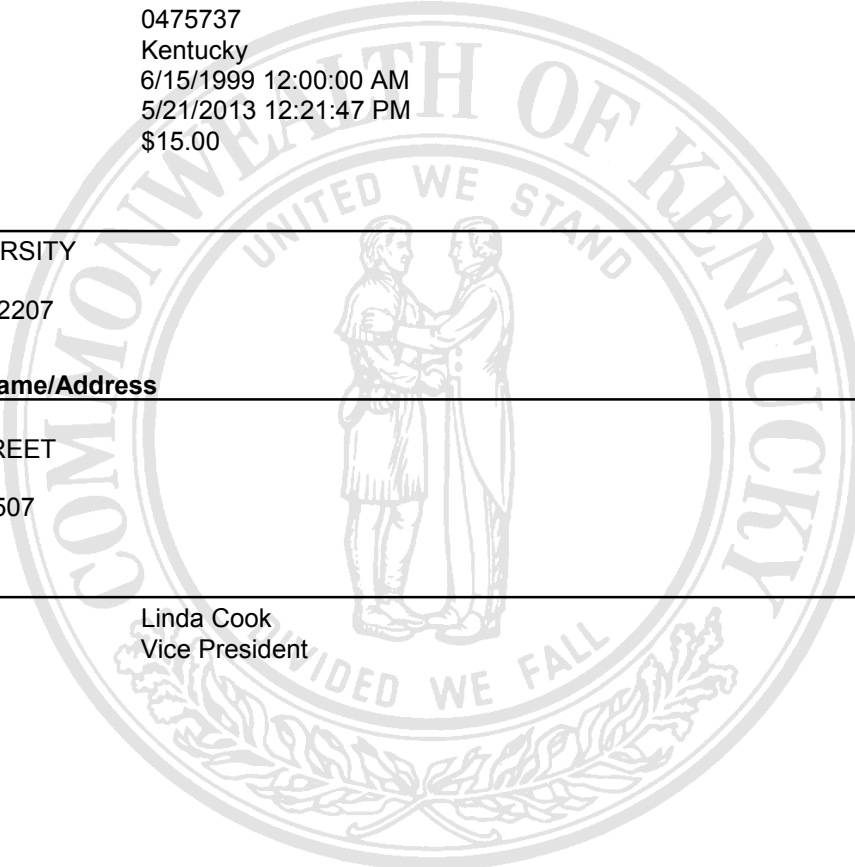 0475737
Kentucky
6/15/1999 12:00:00 AM
5/21/2013 12:21:47 PM
$15.00
RSITY
2207
ame/Address
REET
507
Linda Cook
Vice President
COMMONWEALTH OF KENTUCKY
UNITED WE STAND
DIVIDED WE FALL